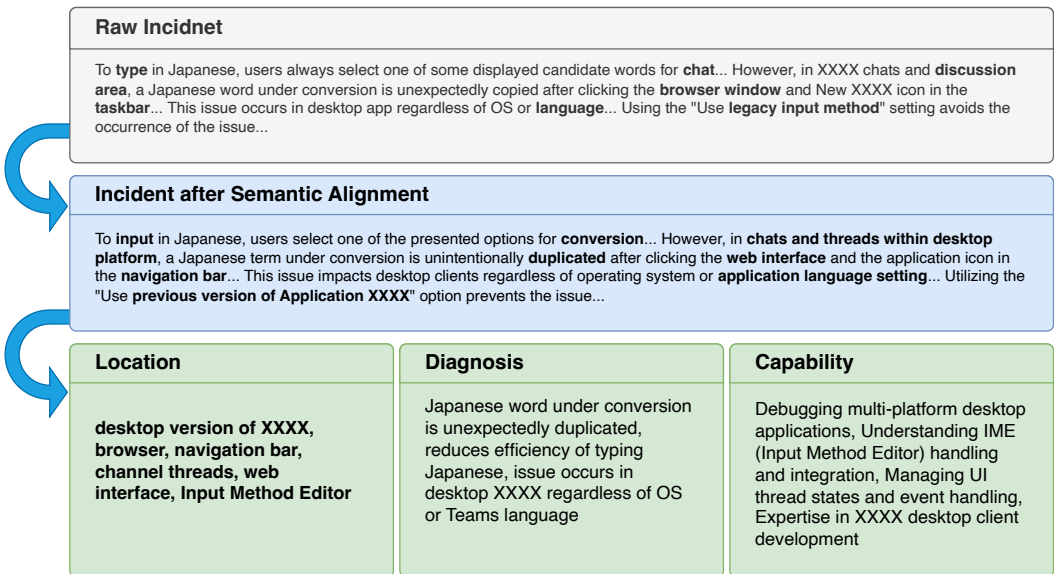 Raw Incidnet
To type in Japanese, users always select one of some displayed candidate words for chat... However, in XXXX chats and discussion
area, a Japanese word under conversion is unexpectedly copied after clicking the browser window and New XXXX icon in the
taskbar... This issue occurs in desktop app regardless of OS or language... Using the "Use legacy input method" setting avoids the
occurrence of the issue...
Incident after Semantic Alignment
To input in Japanese, users select one of the presented options for conversion... However, in chats and threads within desktop
platform, a Japanese term under conversion is unintentionally duplicated after clicking the web interface and the application icon in
the navigation bar... This issue impacts desktop clients regardless of operating system or application language setting... Utilizing the
"Use previous version of Application XXXX" option prevents the issue...
Location
desktop version of XXXX,
browser, navigation bar,
channel threads, web
interface, Input Method Editor
Diagnosis
Japanese word under conversion
is unexpectedly duplicated,
reduces efficiency of typing
Japanese, issue occurs in
desktop XXXX regardless of OS
or Teams language
Capability
Debugging multi-platform desktop
applications, Understanding IME
(Input Method Editor) handling
and integration, Managing UI
thread states and event handling,
Expertise in XXXX desktop client
development